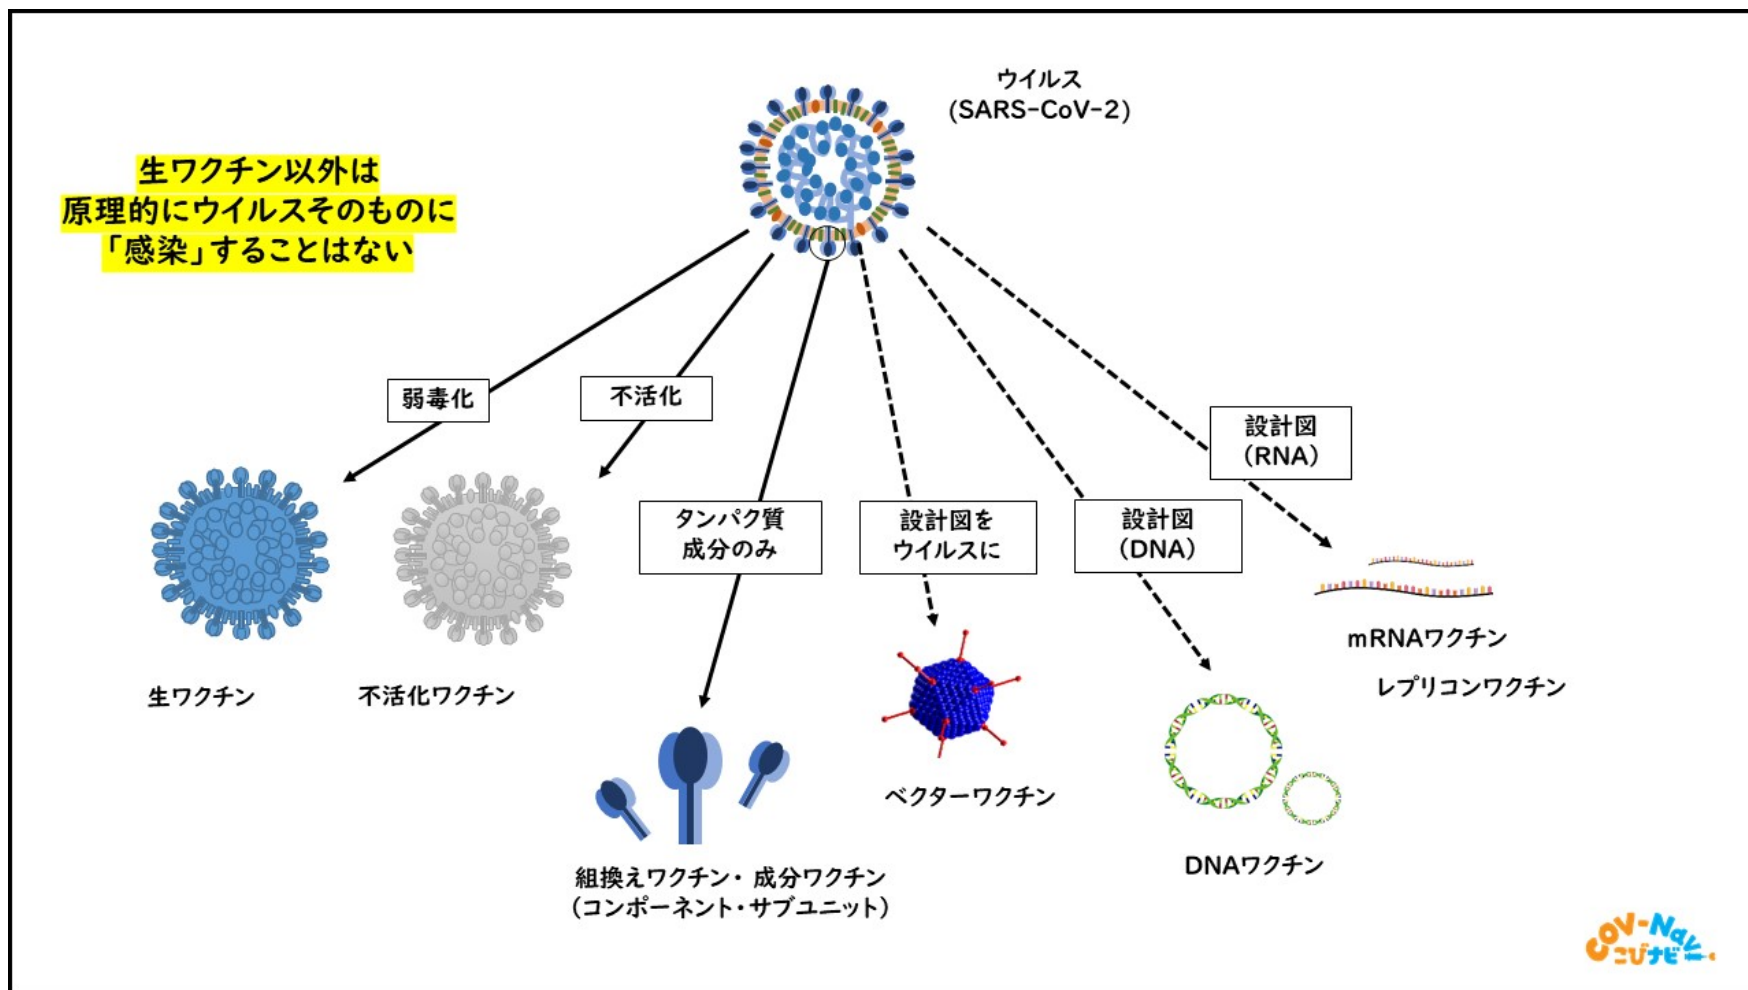 ウイルス
(SARS-CoV-2)
生ワクチン以外は
原理的にウイルスそのものに
「感染」することはない
弱毒化
不活化
設計図
(RNA)
タンパク質
成分のみ
設計図を
ウイルスに
設計図
(DNA)
mRNAワクチン
レプリコンワクチン
生ワクチン
不活化ワクチン
ベクターワクチン
DNAワクチン
組換えワクチン・成分ワクチン
(コンポーネント・サブユニット)
COV-Navi
こびナビ